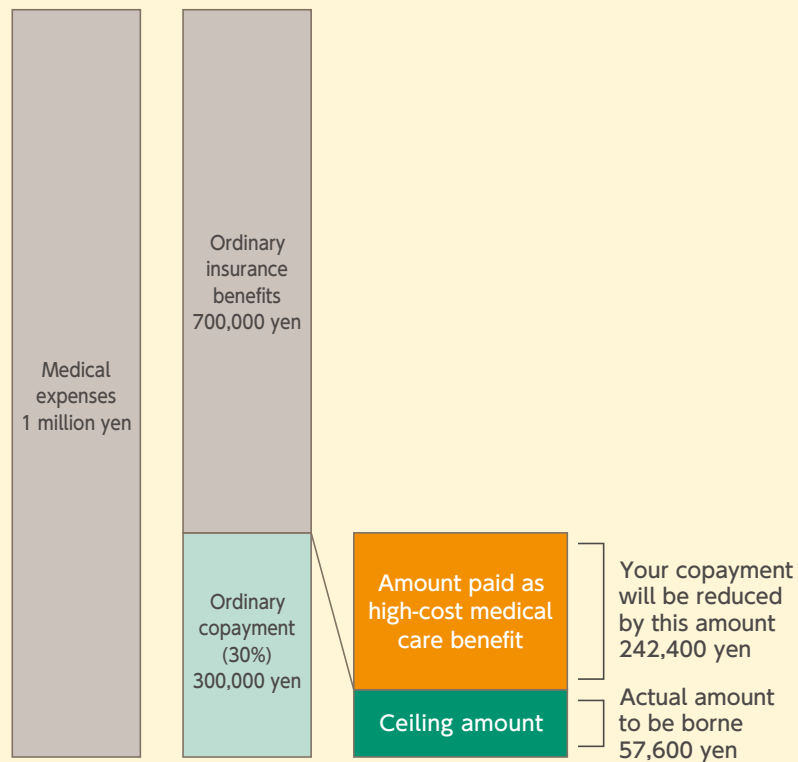 Medical
expenses
1 million yen
Ordinary
insurance
benefits
700,000 yen
Ordinary
copayment
(30%)
300,000 yen
Amount paid as
high-cost medical
care benefit
Ceiling amount
Your copayment
will be reduced
by this amount
242,400 yen
Actual amount
to be borne
57,600 yen